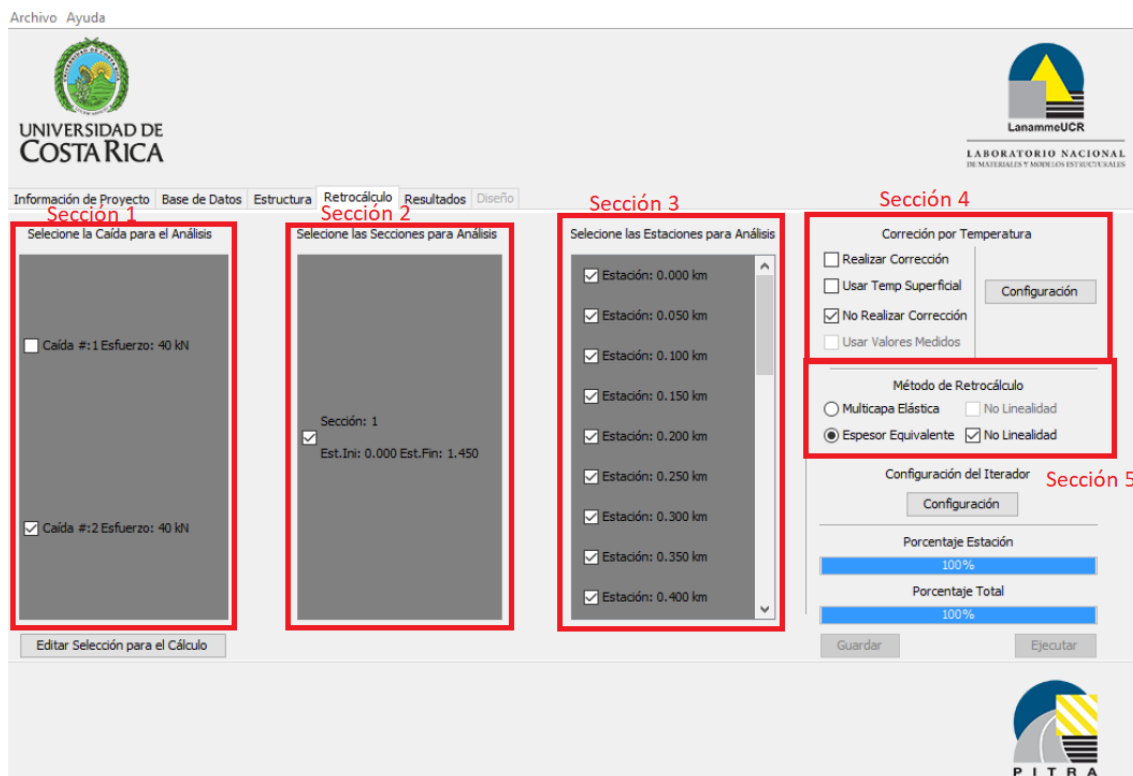 Archivo Ayuda
UNIVERSIDAD DE
COSTA RICA
LanammeUCR
LABORATORIO NACIONAL
DE MATERIALES Y MODELOS ESTRUCTURALES
Información de Proyecto Base de Datos Estructura Retrocálculo Resultados Diseño
Sección 1
Selecione la Caída para el Análisis
Caída #:1 Esfuerzo: 40 kN
Caída #:2 Esfuerzo: 40 kN
Editar Selección para el Cálculo
Sección 2
Selecione las Secciones para Análisis
Sección: 1
Est.Ini: 0.000 Est.Fin: 1.450
Sección 3
Selecione las Estaciones para Análisis
Estación: 0.000 km
Estación: 0.050 km
Estación: 0.100 km
Estación: 0.150 km
Estación: 0.200 km
Estación: 0.250 km
Estación: 0.300 km
Estación: 0.350 km
Estación: 0.400 km
Sección 4
Correción por Temperatura
Realizar Corrección
Usar Temp Superficial
No Realizar Corrección
Usar Valores Medidos
Configuración
Método de Retrocálculo
Multicapa Elástica No Linealidad
Espesor Equivalente No Linealidad
Sección 5
Configuración del Iterador
Configuración
Porcentaje Estación
100%
Porcentaje Total
100%
Guardar Ejecutar
PITRA